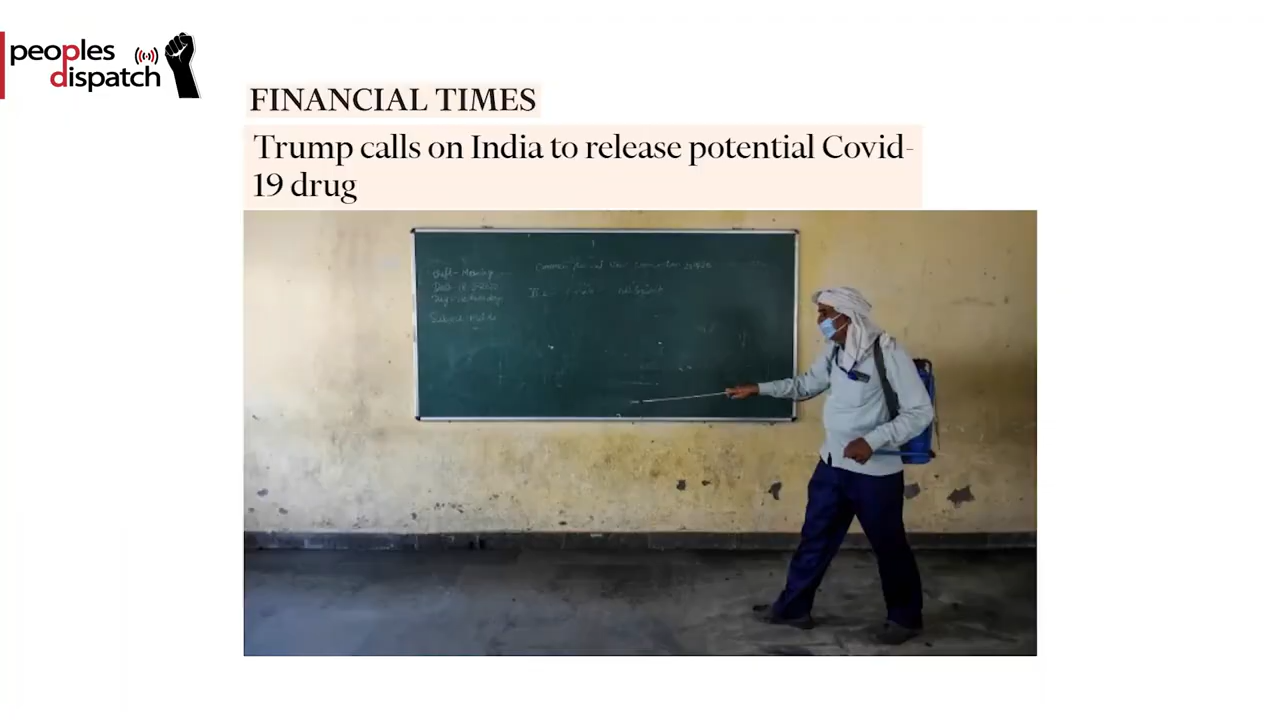 peoples
dispatch
FINANCIAL TIMES
Trump calls on India to release potential Covid-
19 drug